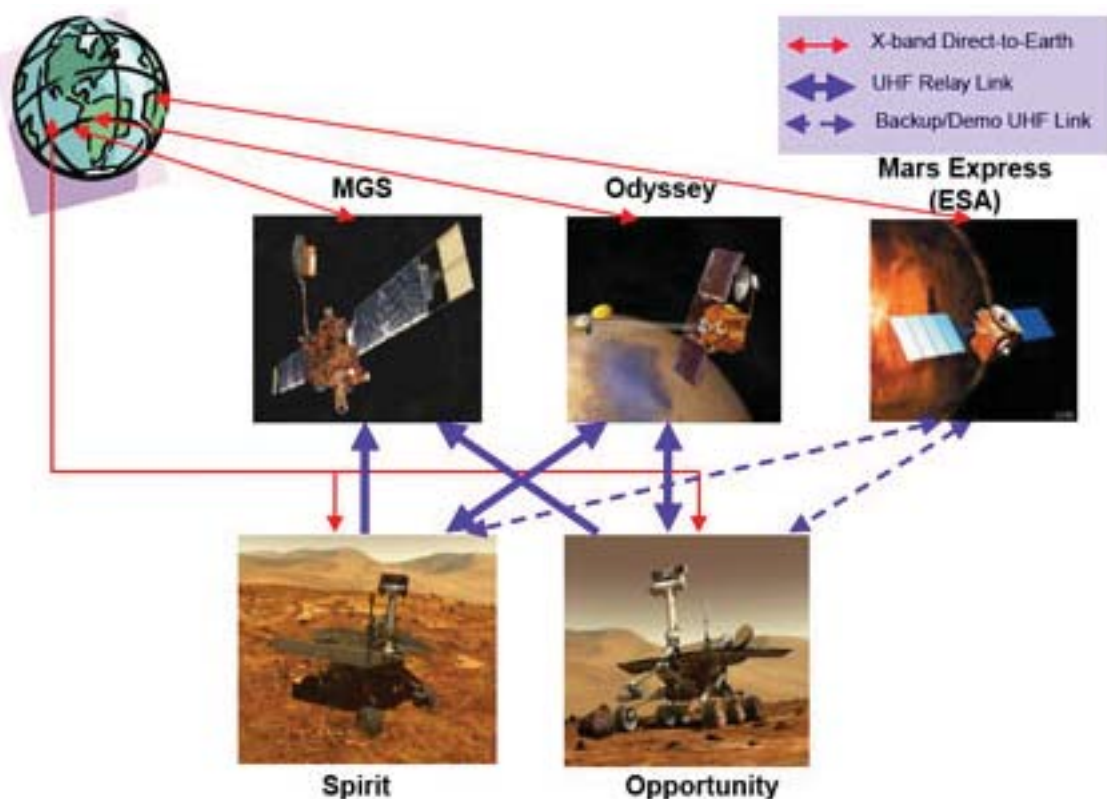 X-band Direct-to-Earth
UHF Relay Link
Backup/Demo UHF Link
MGS
Odyssey
Mars Express
(ESA)
Spirit
Opportunity